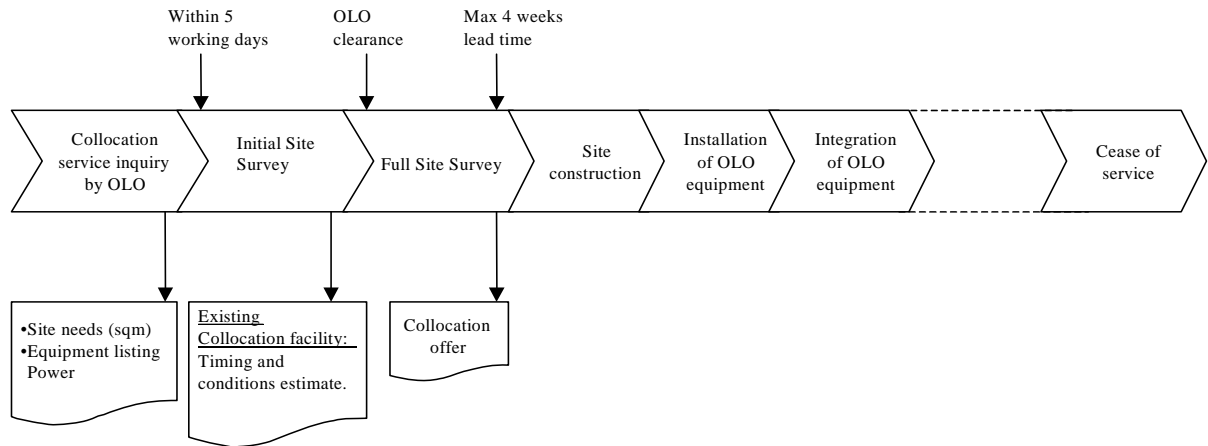 Within 5
working days
OLO
clearance
Max 4 weeks
lead time
Collocation
service inquiry
by OLO
Initial Site
Survey
Full Site Survey
Site
construction
Installation
of OLO
equipment
Integration
of OLO
equipment
Cease of
service
•Site needs (sqm)
•Equipment listing
Power
Existing
Collocation facility:
Timing and
conditions estimate.
Collocation
offer